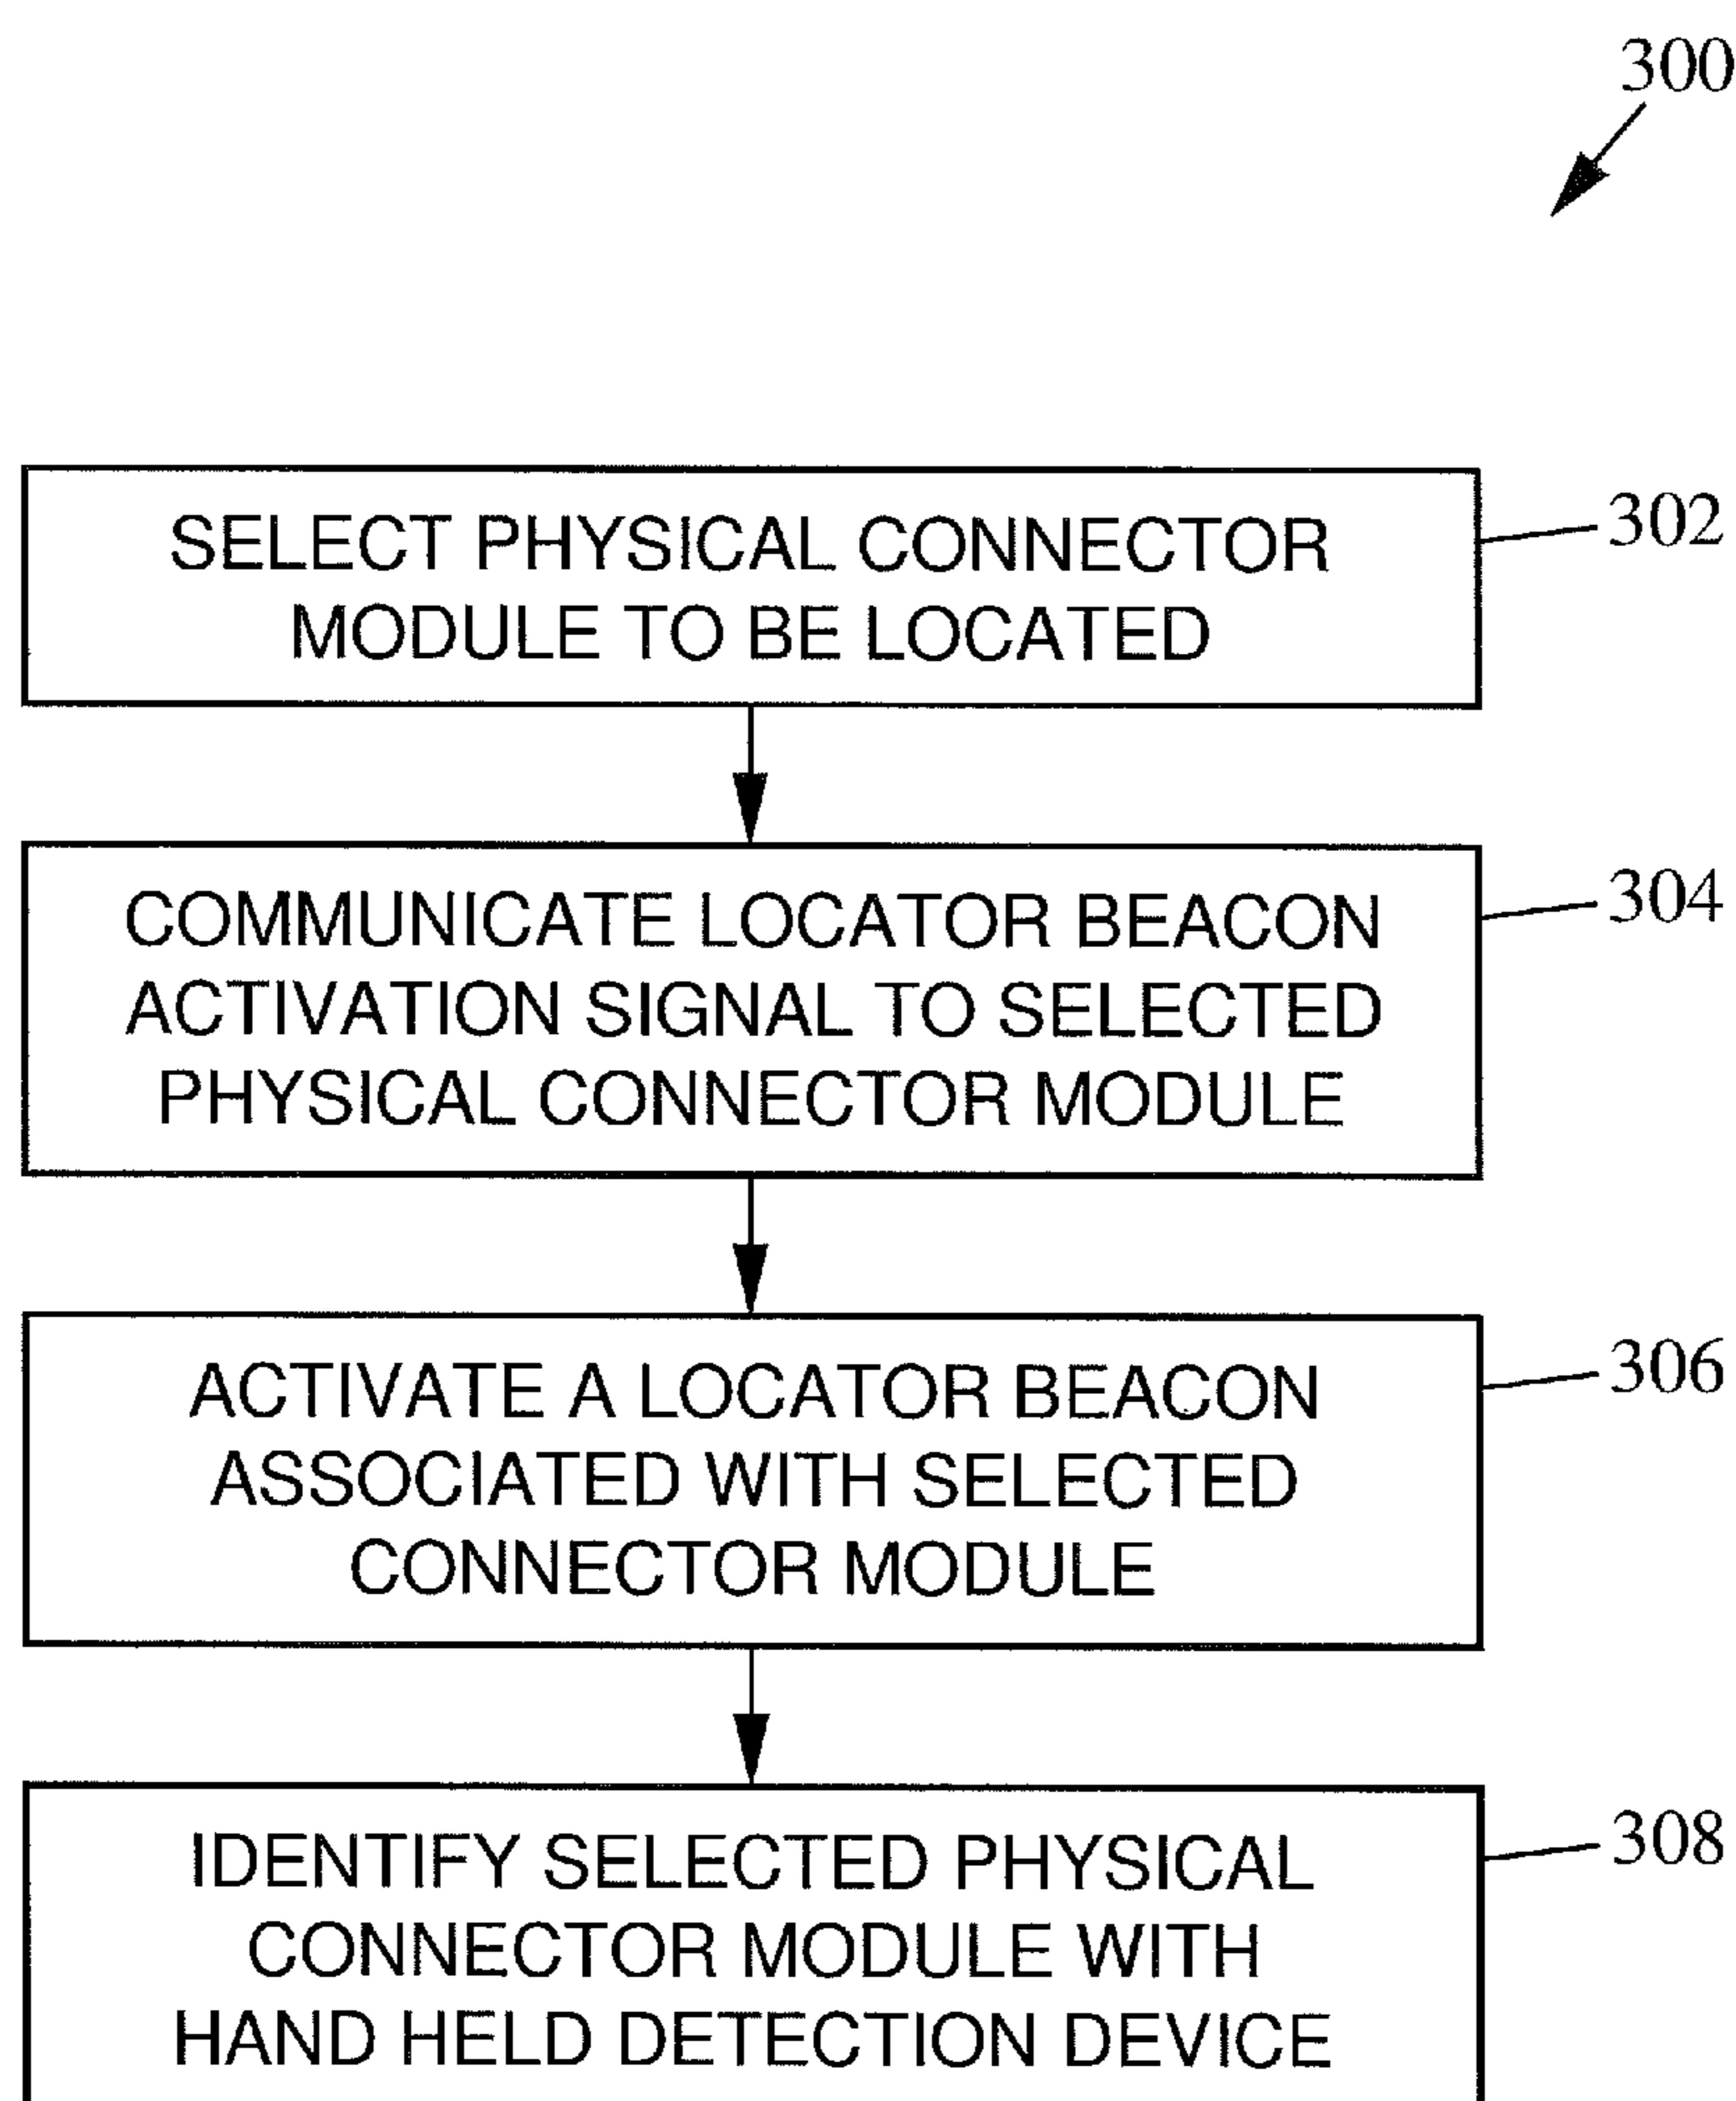 300
SELECT PHYSICAL CONNECTOR
MODULE TO BE LOCATED
302
COMMUNICATE LOCATOR BEACON
ACTIVATION SIGNAL TO SELECTED
PHYSICAL CONNECTOR MODULE
304
ACTIVATE A LOCATOR BEACON
ASSOCIATED WITH SELECTED
CONNECTOR MODULE
306
IDENTIFY SELECTED PHYSICAL
CONNECTOR MODULE WITH
HAND HELD DETECTION DEVICE
308